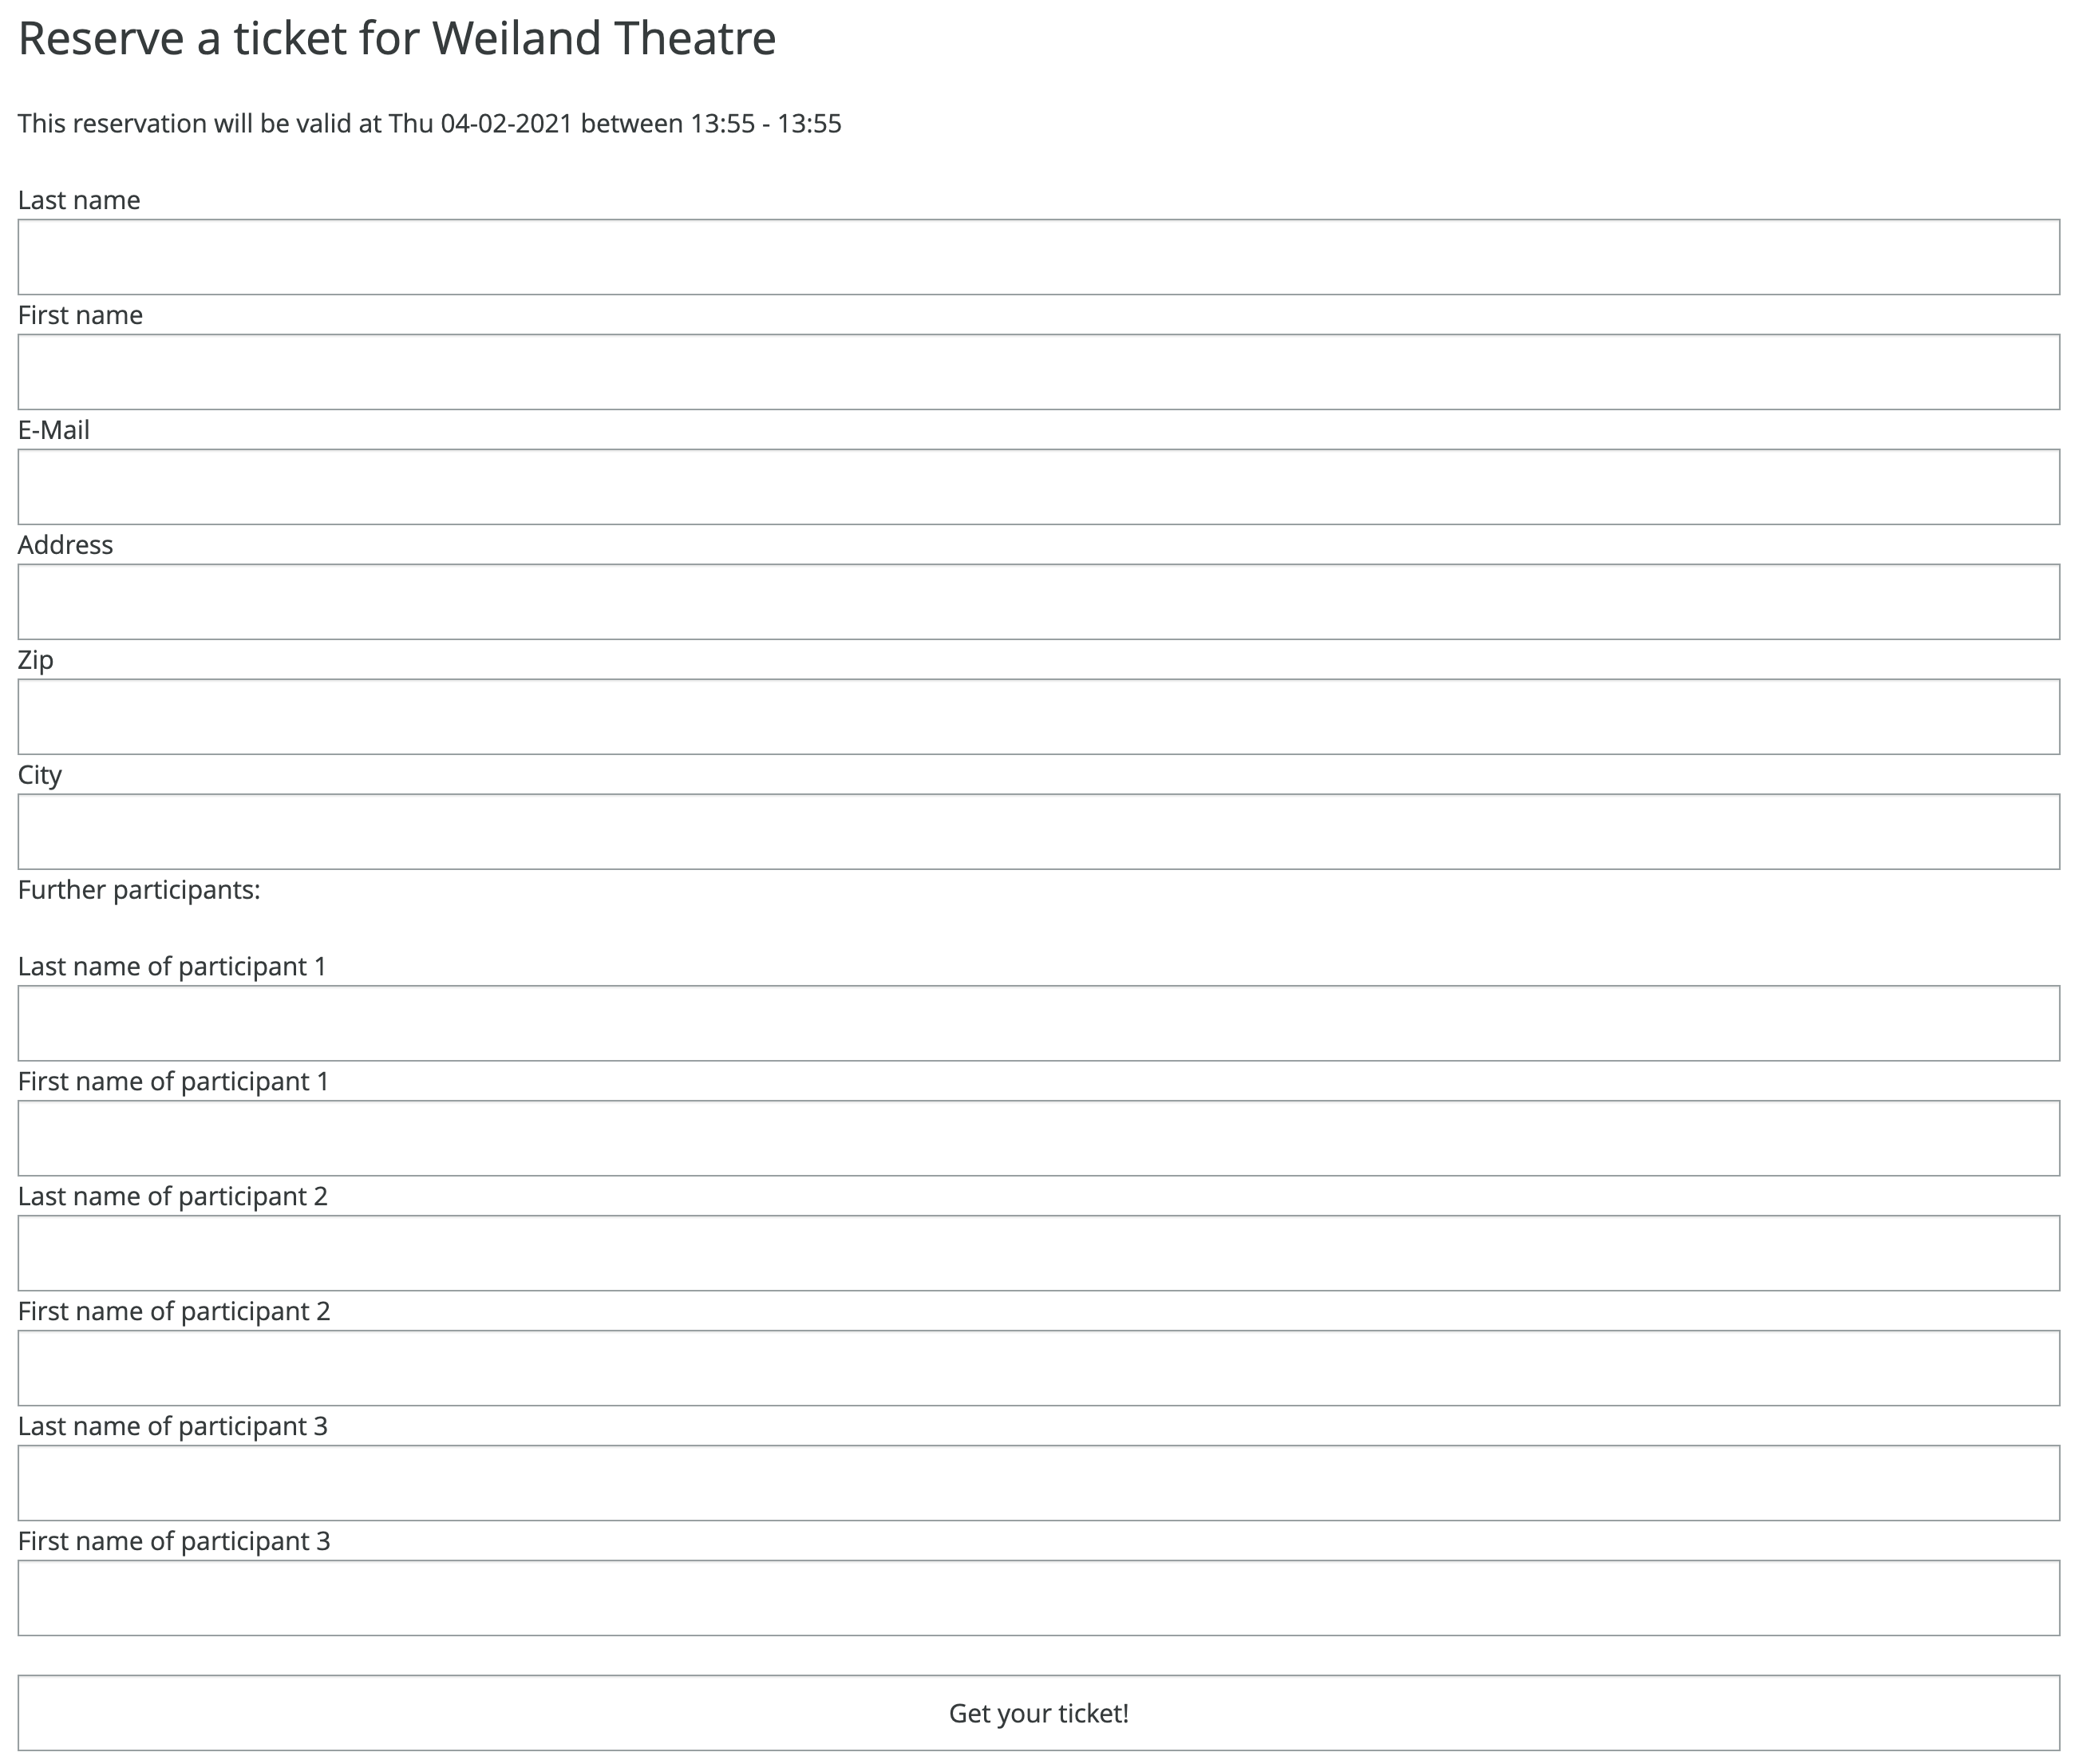 Reserve a ticket for Weiland Theatre
This reservation will be valid at Thu 04-02-2021 between 13:55 - 13:55
Last name
First name
E-Mail
Address
Zip
City
Further participants:
Last name of participant 1
First name of participant 1
Last name of participant 2
First name of participant 2
Last name of participant 3
First name of participant 3
Get your ticket!